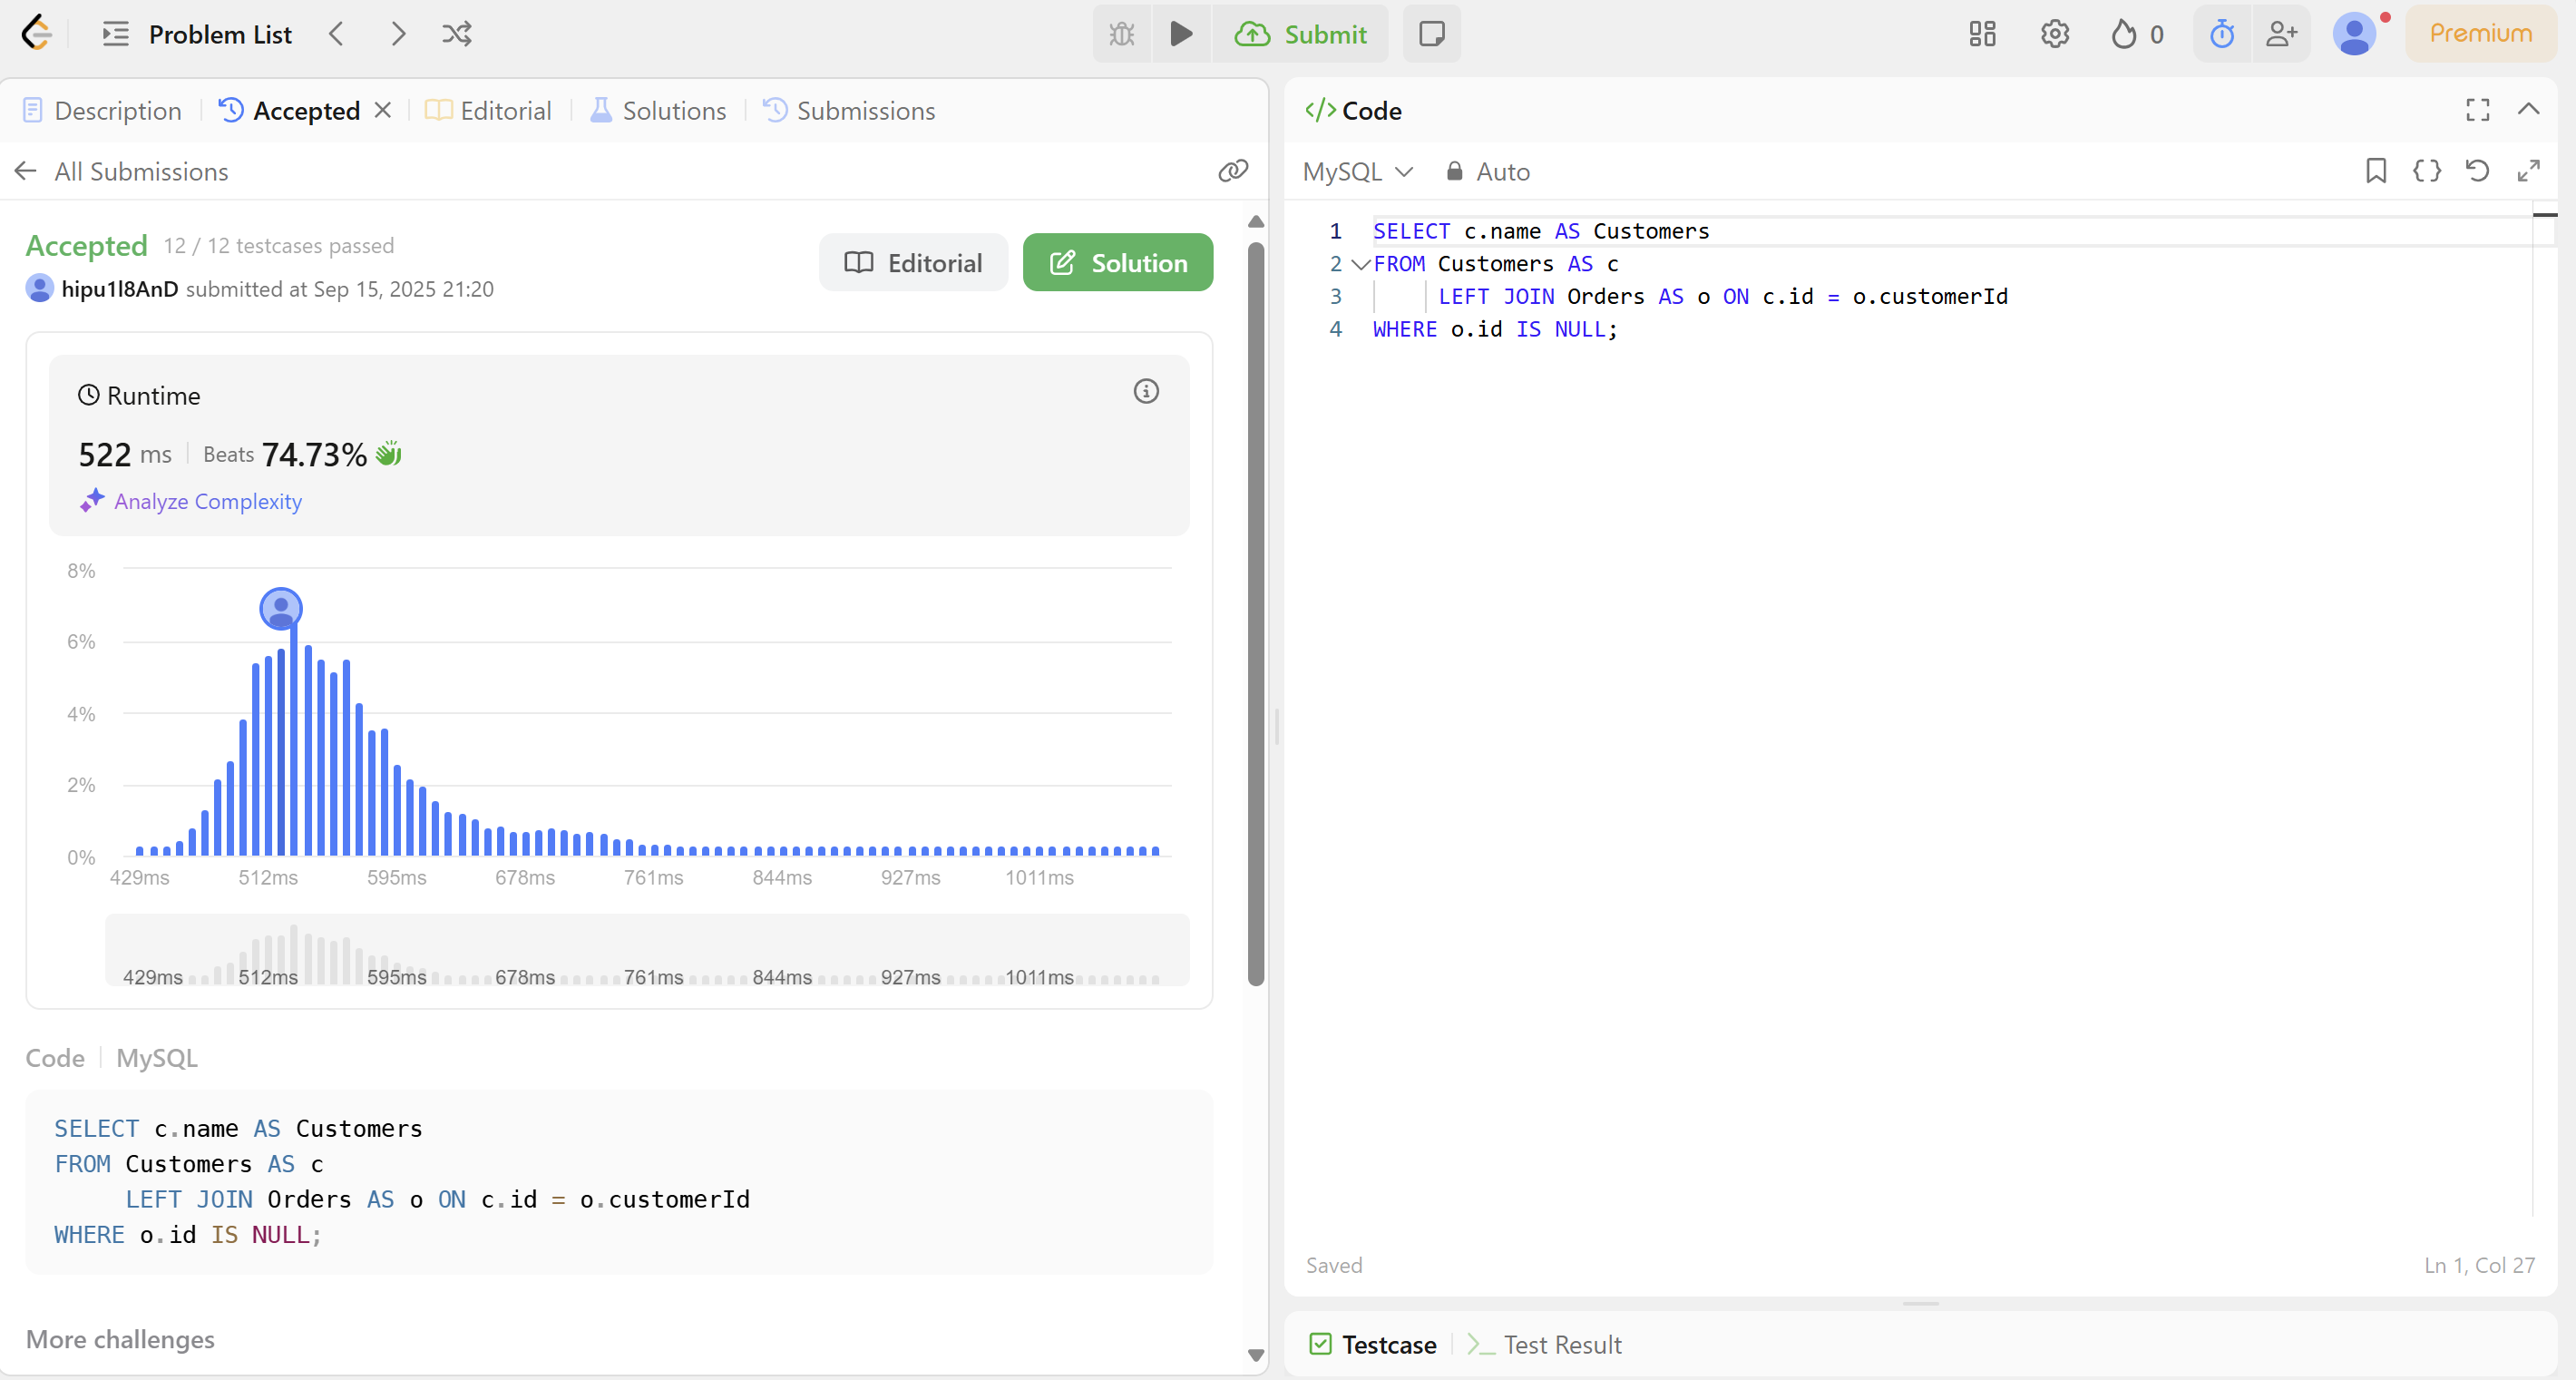 Problem List
Submit
0
Premium
Description
Accepted
Editorial
Solutions
Submissions
All Submissions
Accepted 12 / 12 testcases passed
hipu1l8AnD submitted at Sep 15, 2025 21:20
Editorial
Solution
Runtime
522 ms Beats 74.73%
Analyze Complexity
8%
6%
4%
2%
0%
429ms 512ms 595ms 678ms 761ms 844ms 927ms 1011ms
429ms 512ms 595ms 678ms 761ms 844ms 927ms 1011ms
Code MySQL
SELECT c.name AS Customers
FROM Customers AS c
LEFT JOIN Orders AS o ON c.id = o.customerId
WHERE o.id IS NULL;
More challenges
</> Code
MySQL Auto
1 SELECT c.name AS Customers
2 FROM Customers AS c
3 LEFT JOIN Orders AS o ON c.id = o.customerId
4 WHERE o.id IS NULL;
Saved
Ln 1, Col 27
Testcase
Test Result